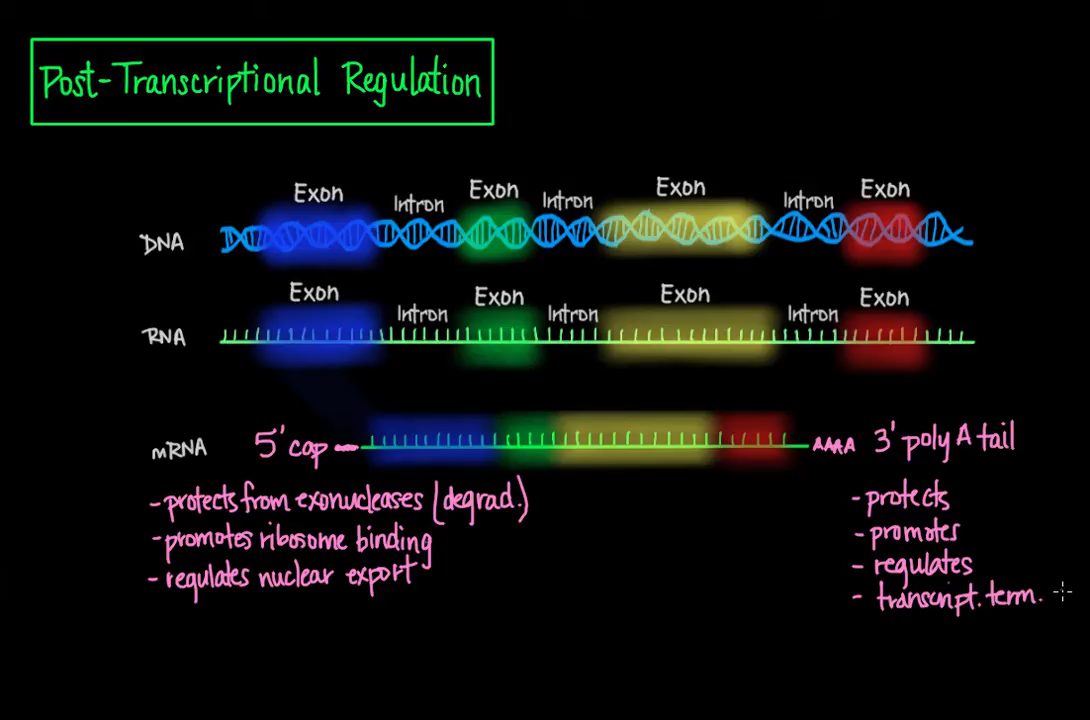 Post-Transcriptional Regulation
Exon Intron Exon Intron Exon Intron Exon
DNA
Exon Intron Exon Intron Exon Intron Exon
RNA
mRNA 5' cap AAAA 3' poly A tail
- protects from exonucleases (degrad.)
- promotes ribosome binding
- regulates nuclear export
- protects
- promotes
- regulates
- transcript. term.